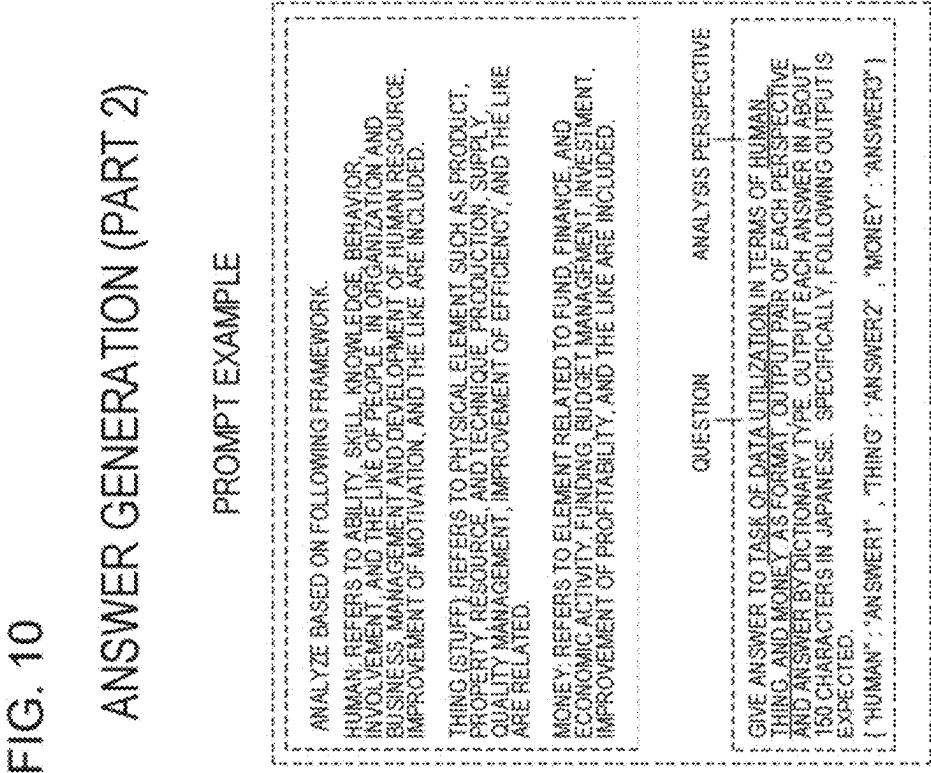 FIG. 10
ANSWER GENERATION (PART 2)
PROMPT EXAMPLE
ANALYZE BASED ON FOLLOWING FRAMEWORK.
HUMAN: REFERS TO ABILITY, SKILL, KNOWLEDGE, BEHAVIOR,
INVOLVEMENT, AND THE LIKE OF PEOPLE. IN ORGANIZATION AND
BUSINESS, MANAGEMENT AND DEVELOPMENT OF HUMAN RESOURCE,
IMPROVEMENT OF MOTIVATION, AND THE LIKE ARE INCLUDED.
THING (STUFF): REFERS TO PHYSICAL ELEMENT SUCH AS PRODUCT,
PROPERTY, RESOURCE, AND TECHNIQUE. PRODUCTION, SUPPLY,
QUALITY MANAGEMENT, IMPROVEMENT OF EFFICIENCY, AND THE LIKE
ARE RELATED.
MONEY: REFERS TO ELEMENT RELATED TO FUND, FINANCE, AND
ECONOMIC ACTIVITY. FUNDING, BUDGET MANAGEMENT, INVESTMENT,
IMPROVEMENT OF PROFITABILITY, AND THE LIKE ARE INCLUDED.
QUESTION ANALYSIS PERSPECTIVE
GIVE ANSWER TO TASK OF DATA UTILIZATION IN TERMS OF HUMAN,
THING, AND MONEY. AS FORMAT, OUTPUT PAIR OF EACH PERSPECTIVE
AND ANSWER BY DICTIONARY TYPE. OUTPUT EACH ANSWER IN ABOUT
150 CHARACTERS IN JAPANESE. SPECIFICALLY, FOLLOWING OUTPUT IS
EXPECTED.
{ "HUMAN" : "ANSWER1" , "THING" : "ANSWER2" , "MONEY" : "ANSWER3" }